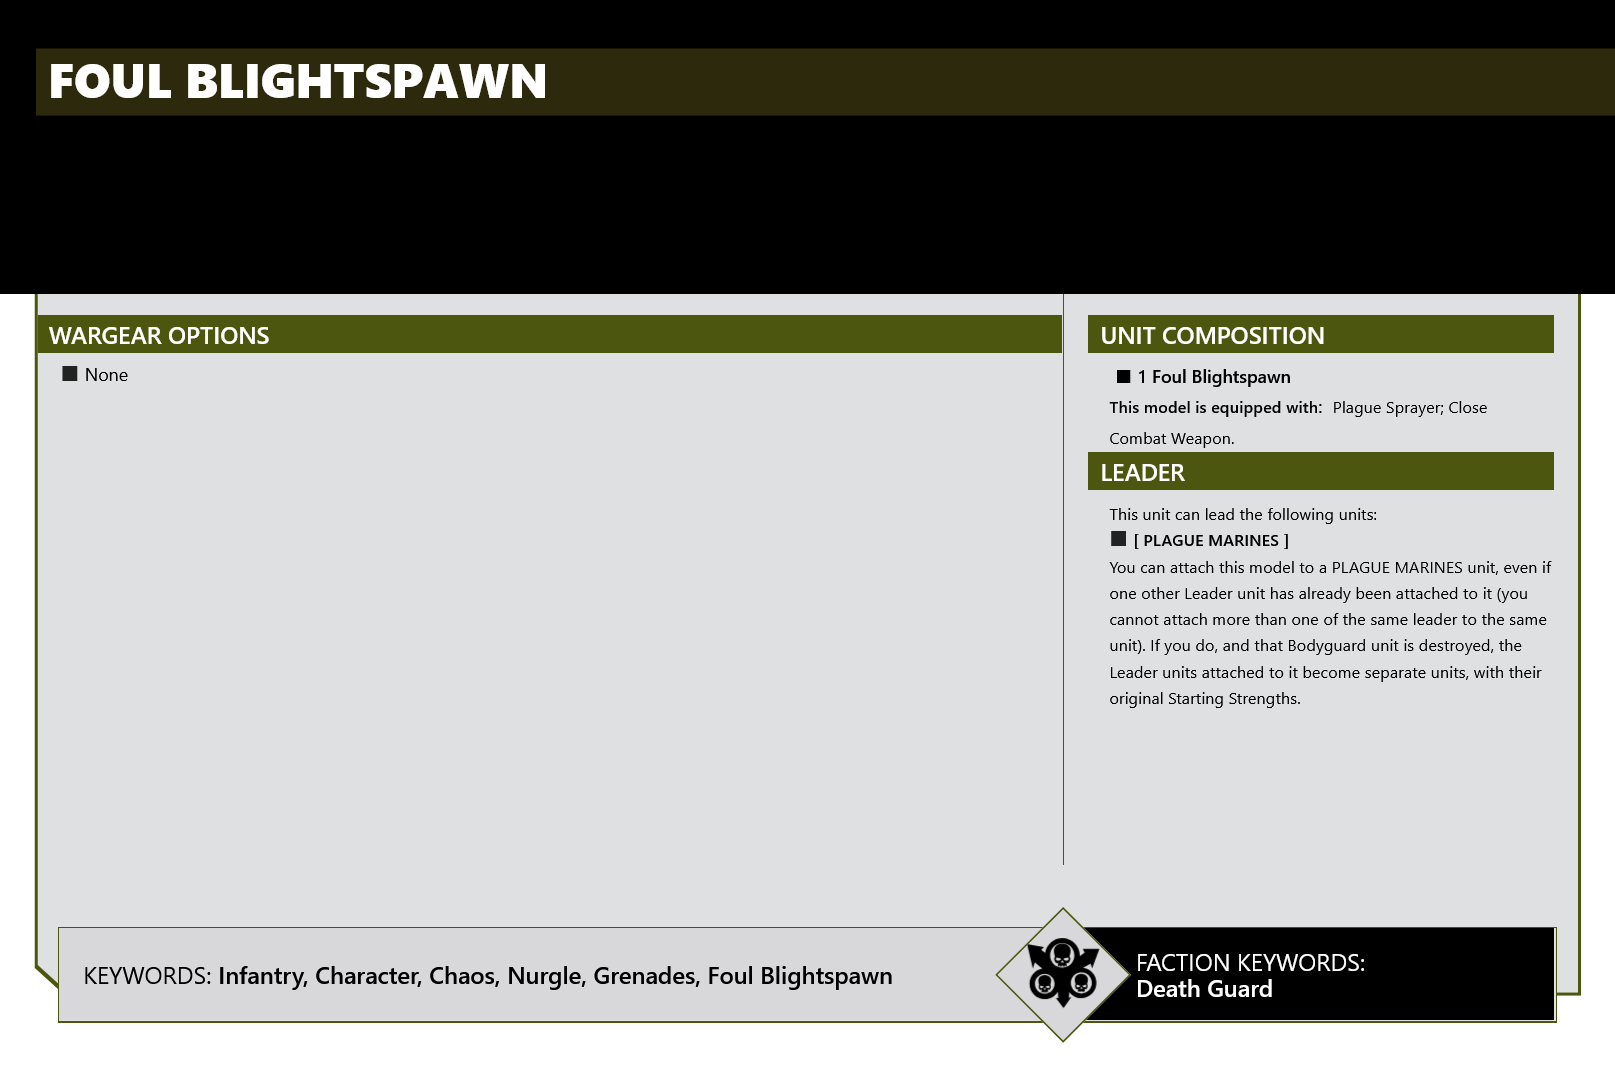 FOUL BLIGHTSPAWN
WARGEAR OPTIONS
■ None
UNIT COMPOSITION
■ 1 Foul Blightspawn
This model is equipped with: Plague Sprayer; Close
Combat Weapon.
LEADER
This unit can lead the following units:
■ [ PLAGUE MARINES ]
You can attach this model to a PLAGUE MARINES unit, even if
one other Leader unit has already been attached to it (you
cannot attach more than one of the same leader to the same
unit). If you do, and that Bodyguard unit is destroyed, the
Leader units attached to it become separate units, with their
original Starting Strengths.
KEYWORDS: Infantry, Character, Chaos, Nurgle, Grenades, Foul Blightspawn
FACTION KEYWORDS:
Death Guard